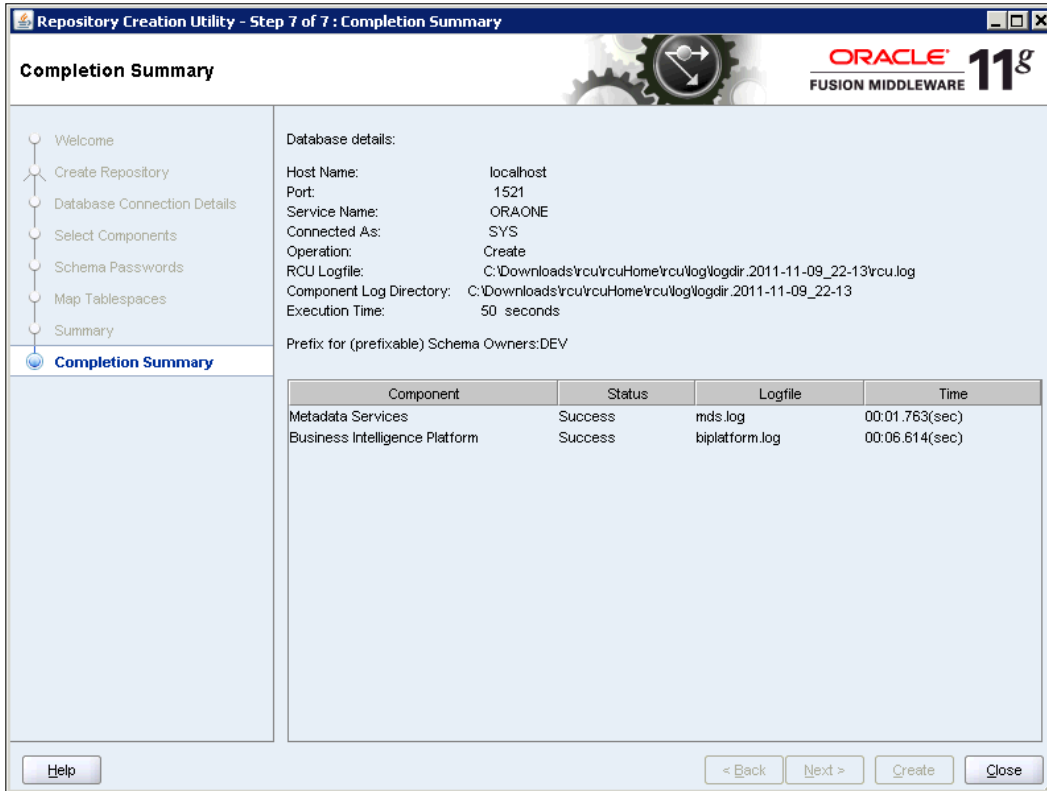 Repository Creation Utility - Step 7 of 7 : Completion Summary
Completion Summary
ORACLE®
FUSION MIDDLEWARE
11g
Welcome
Create Repository
Database Connection Details
Select Components
Schema Passwords
Map Tablespaces
Summary
Completion Summary
Database details:
Host Name: localhost
Port: 1521
Service Name: ORAONE
Connected As: SYS
Operation: Create
RCU Logfile: C:\Downloads\rcu\rcuHome\rcu\log\logdir.2011-11-09_22-13\rcu.log
Component Log Directory: C:\Downloads\rcu\rcuHome\rcu\log\logdir.2011-11-09_22-13
Execution Time: 50 seconds
Prefix for (prefixable) Schema Owners:DEV
Component Status Logfile Time
Metadata Services Success mds.log 00:01.763(sec)
Business Intelligence Platform Success biplatform.log 00:06.614(sec)
Help < Back Next > Create Close